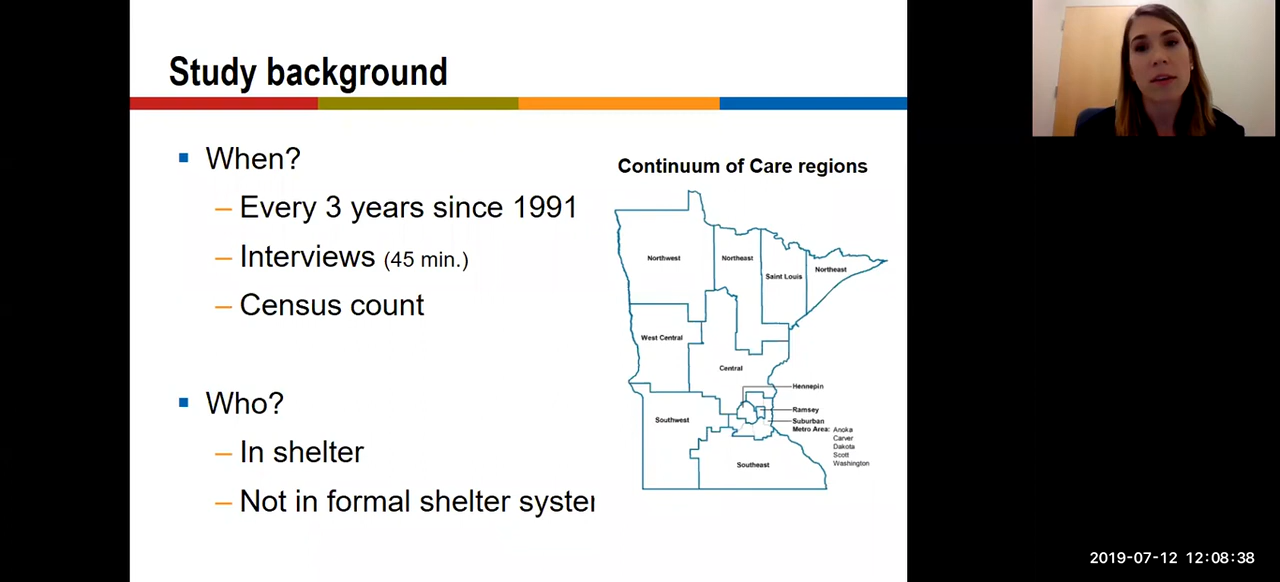 Study background
When?
– Every 3 years since 1991
– Interviews (45 min.)
– Census count
Who?
– In shelter
– Not in formal shelter syster
Continuum of Care regions
Northwest
Northeast
Saint Louis
Northeast
West Central
Central
Hennepin
Ramsey
Southwest
Suburban
Metro Area:
Anoka
Carver
Dakota
Scott
Washington
Southeast
2019-07-12 12:08:38